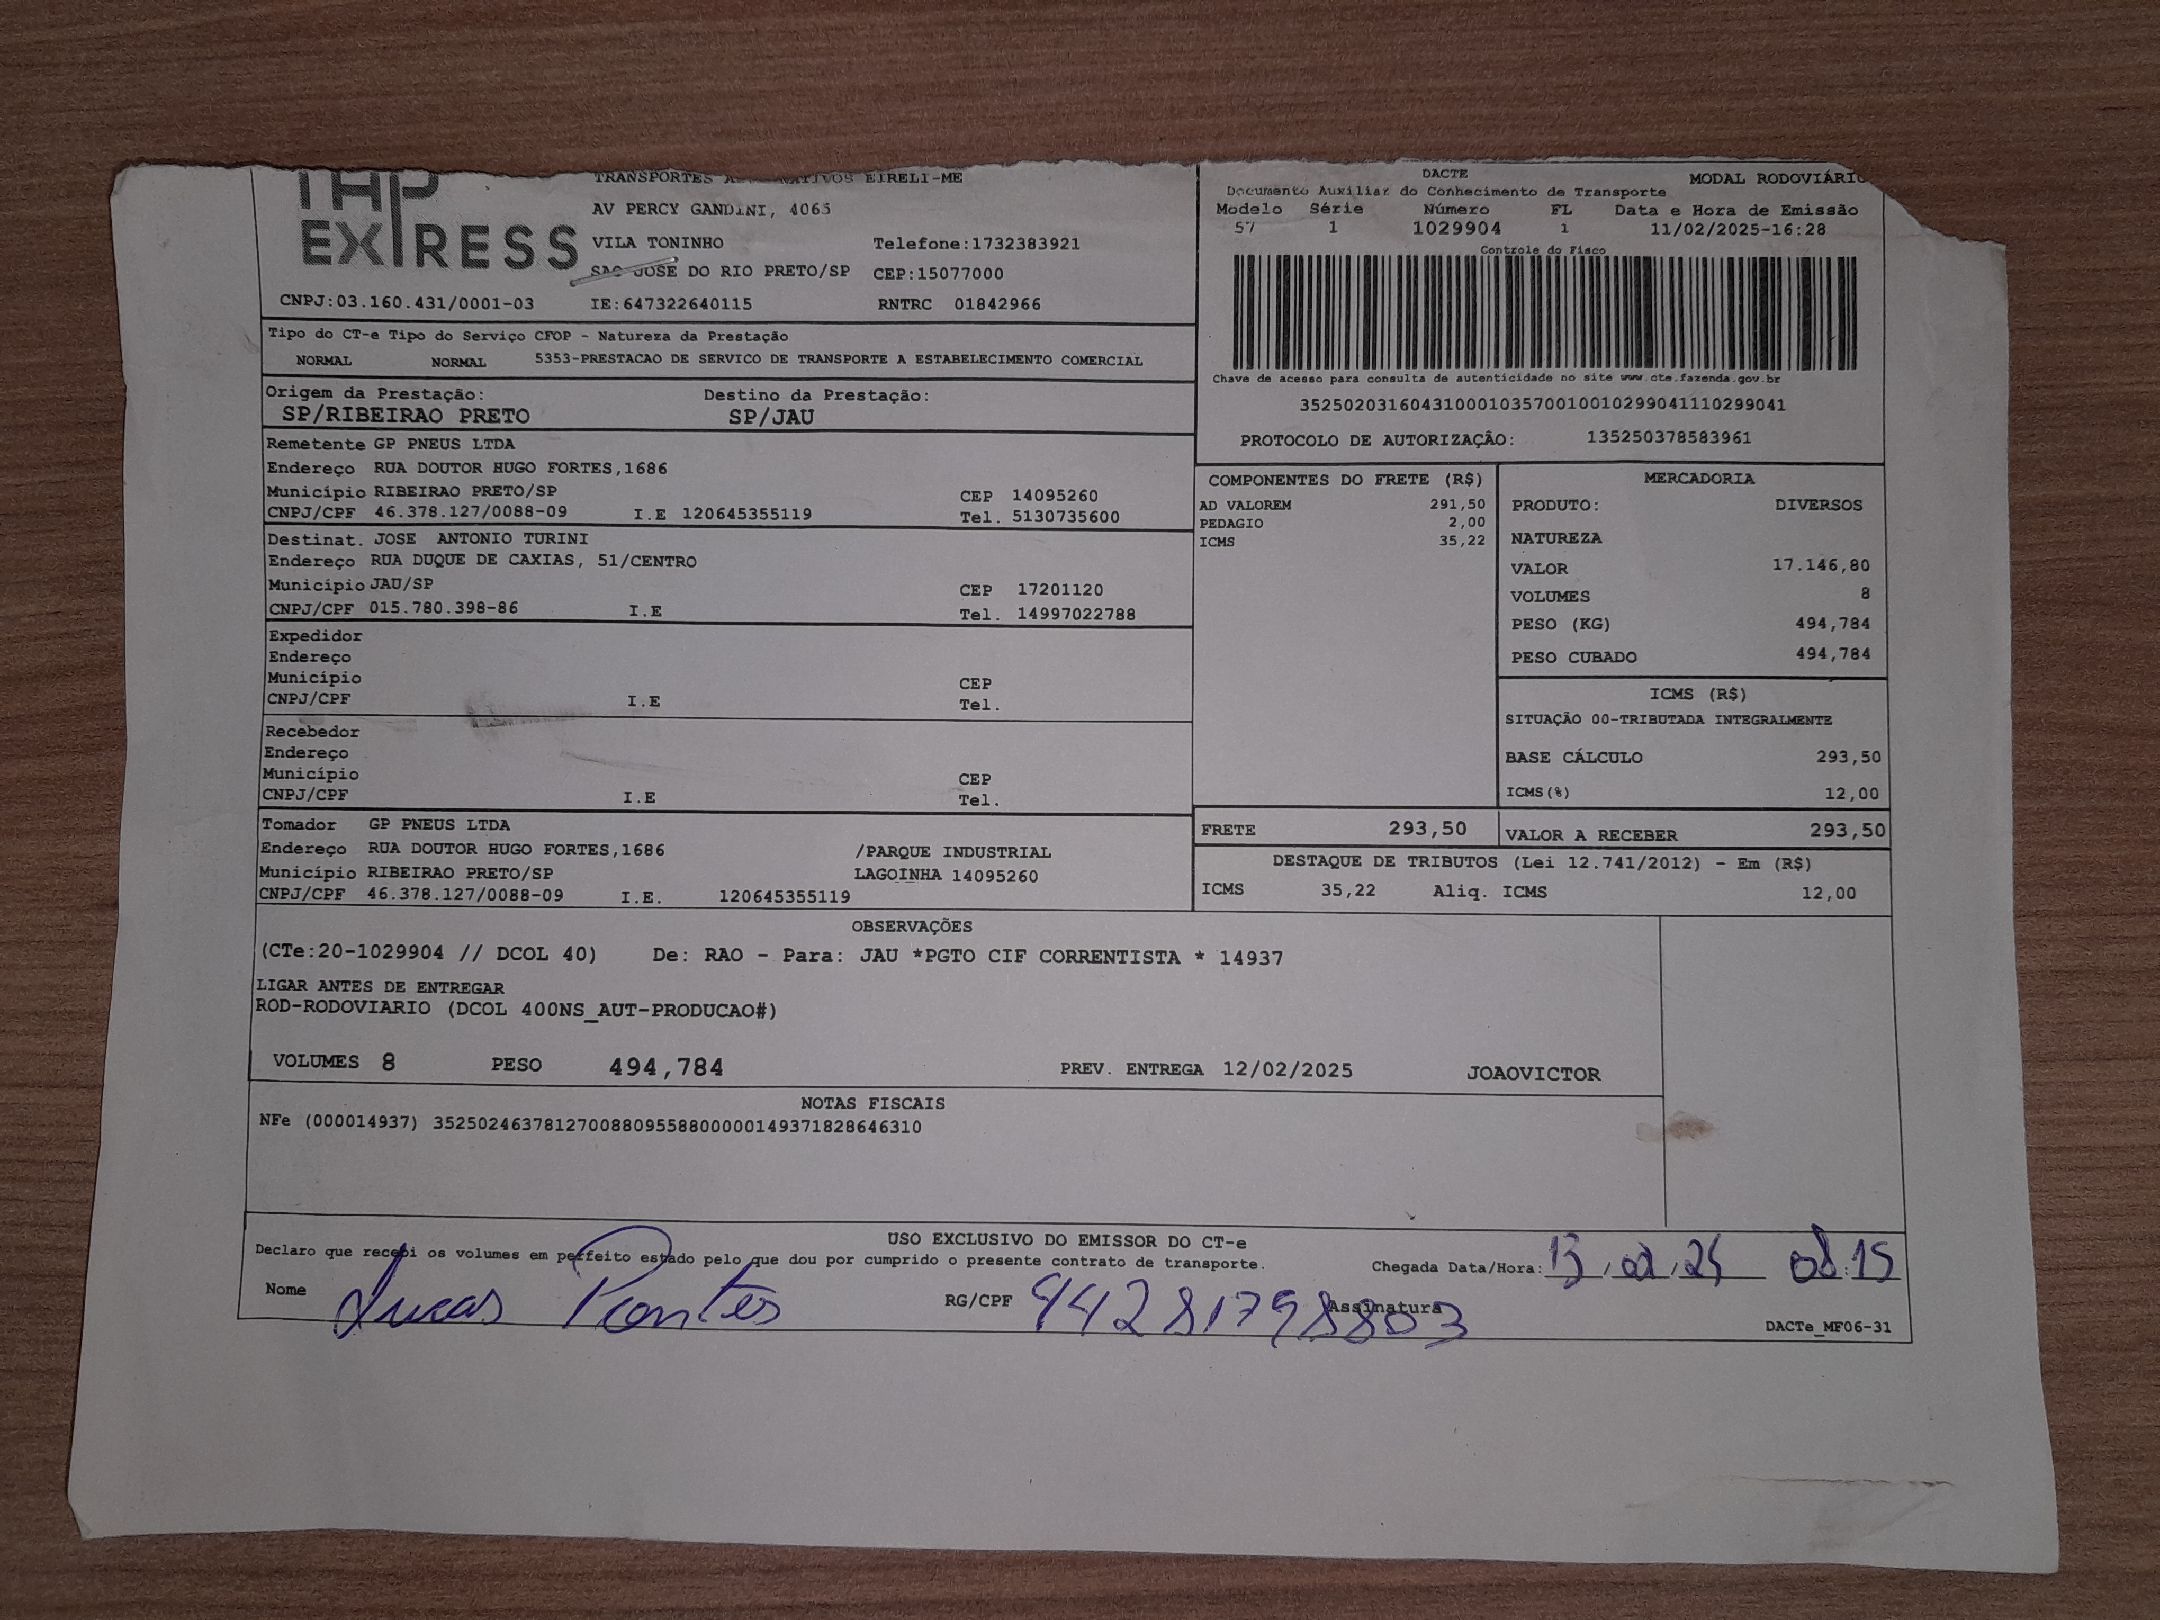 EXPRESS
TRANSPORTES EIRELI-ME
AV PERCY GANDINI, 4065
VILA TONINHO Telefone:1732383921
SAO JOSE DO RIO PRETO/SP CEP:15077000
CNPJ:03.160.431/0001-03 IE:647322640115 RNTRC 01842966
DACTE MODAL RODOVIÁRIO
Documento Auxiliar do Conhecimento de Transporte
Modelo Série Número FL Data e Hora de Emissão
57 1 1029904 1 11/02/2025-16:28
Controle do Fisco
Chave de acesso para consulta de autenticidade no site www.cte.fazenda.gov.br
35250203160431000103570010010299041110299041
PROTOCOLO DE AUTORIZAÇÃO: 135250378583961
Tipo do CT-e Tipo do Serviço CFOP - Natureza da Prestação
NORMAL NORMAL 5353-PRESTACAO DE SERVICO DE TRANSPORTE A ESTABELECIMENTO COMERCIAL
Origem da Prestação: Destino da Prestação:
SP/RIBEIRAO PRETO SP/JAU
Remetente GP PNEUS LTDA
Endereço RUA DOUTOR HUGO FORTES,1686
Município RIBEIRAO PRETO/SP CEP 14095260
CNPJ/CPF 46.378.127/0088-09 I.E 120645355119 Tel. 5130735600
Destinat. JOSE ANTONIO TURINI
Endereço RUA DUQUE DE CAXIAS, 51/CENTRO
Município JAU/SP CEP 17201120
CNPJ/CPF 015.780.398-86 I.E Tel. 14997022788
Expedidor
Endereço
Município CEP
CNPJ/CPF I.E Tel.
Recebedor
Endereço
Município CEP
CNPJ/CPF I.E Tel.
Tomador GP PNEUS LTDA
Endereço RUA DOUTOR HUGO FORTES,1686 /PARQUE INDUSTRIAL
Município RIBEIRAO PRETO/SP LAGOINHA 14095260
CNPJ/CPF 46.378.127/0088-09 I.E. 120645355119
COMPONENTES DO FRETE (R$)
AD VALOREM 291,50
PEDAGIO 2,00
ICMS 35,22
MERCADORIA
PRODUTO: DIVERSOS
NATUREZA
VALOR 17.146,80
VOLUMES 8
PESO (KG) 494,784
PESO CUBADO 494,784
ICMS (R$)
SITUAÇÃO 00-TRIBUTADA INTEGRALMENTE
BASE CÁLCULO 293,50
ICMS(%) 12,00
FRETE 293,50 VALOR A RECEBER 293,50
DESTAQUE DE TRIBUTOS (Lei 12.741/2012) - Em (R$)
ICMS 35,22 Aliq. ICMS 12,00
OBSERVAÇÕES
(CTe:20-1029904 // DCOL 40) De: RAO - Para: JAU *PGTO CIF CORRENTISTA * 14937
LIGAR ANTES DE ENTREGAR
ROD-RODOVIARIO (DCOL 400NS_AUT-PRODUCAO#)
VOLUMES 8 PESO 494,784 PREV. ENTREGA 12/02/2025 JOAOVICTOR
NOTAS FISCAIS
NFe (000014937) 35250246378127008809558800000149371828646310
USO EXCLUSIVO DO EMISSOR DO CT-e
Declaro que recebi os volumes em perfeito estado pelo que dou por cumprido o presente contrato de transporte. Chegada Data/Hora: 13/02/25 08:15
Nome Lucas Pontes RG/CPF 44281798803 Assinatura
DACTe_MF06-31